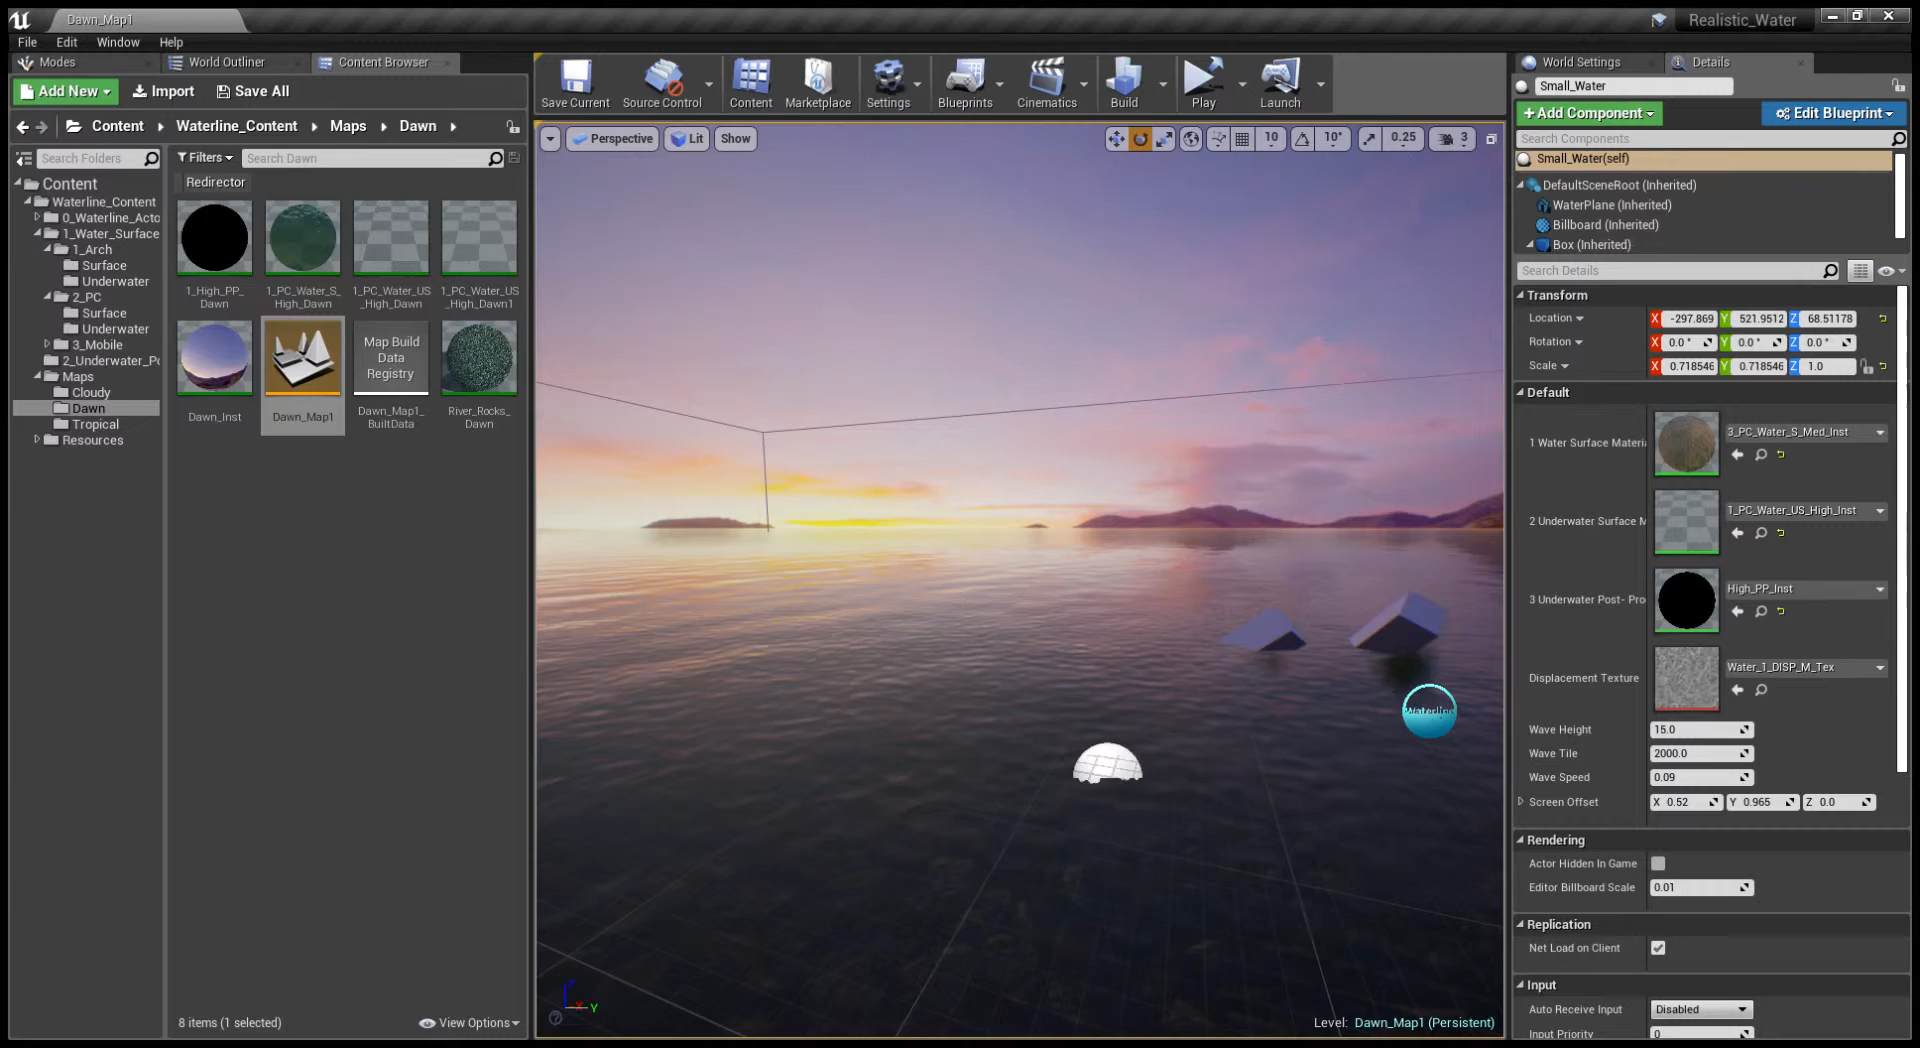 Dawn_Map1
Realistic_Water
File Edit Window Help
Modes
World Outliner
Content Browser
Add New
Import
Save All
Content
Waterline_Content
Maps
Dawn
Search Folders
Filters
Search Dawn
Redirector
Content
Waterline_Content
0_Waterline_Acto
1_Water_Surface
1_Arch
Surface
Underwater
2_PC
Surface
Underwater
3_Mobile
2_Underwater_Po
Maps
Cloudy
Dawn
Tropical
Resources
1_High_PP_
Dawn
1_PC_Water_S_
High_Dawn
1_PC_Water_US
_High_Dawn
1_PC_Water_US
_High_Dawn1
Map Build
Data
Registry
Dawn_Inst
Dawn_Map1
Dawn_Map1_
BuiltData
River_Rocks_
Dawn
8 items (1 selected)
View Options
Save Current
Source Control
Content
Marketplace
Settings
Blueprints
Cinematics
Build
Play
Launch
Perspective
Lit
Show
10
10°
0.25
3
Waterline
X Y
Level: Dawn_Map1 (Persistent)
World Settings
Details
Small_Water
Add Component
Edit Blueprint
Search Components
Small_Water(self)
DefaultSceneRoot (Inherited)
WaterPlane (Inherited)
Billboard (Inherited)
Box (Inherited)
Search Details
Transform
Location X -297.869 Y 521.9512 Z 68.51178
Rotation X 0.0 ° Y 0.0 ° Z 0.0 °
Scale X 0.718546 Y 0.718546 Z 1.0
Default
1 Water Surface Materi
3_PC_Water_S_Med_Inst
2 Underwater Surface M
1_PC_Water_US_High_Inst
3 Underwater Post- Pro
High_PP_Inst
Displacement Texture
Water_1_DISP_M_Tex
Wave Height 15.0
Wave Tile 2000.0
Wave Speed 0.09
Screen Offset X 0.52 Y 0.965 Z 0.0
Rendering
Actor Hidden In Game
Editor Billboard Scale 0.01
Replication
Net Load on Client
Input
Auto Receive Input Disabled
Input Priority 0